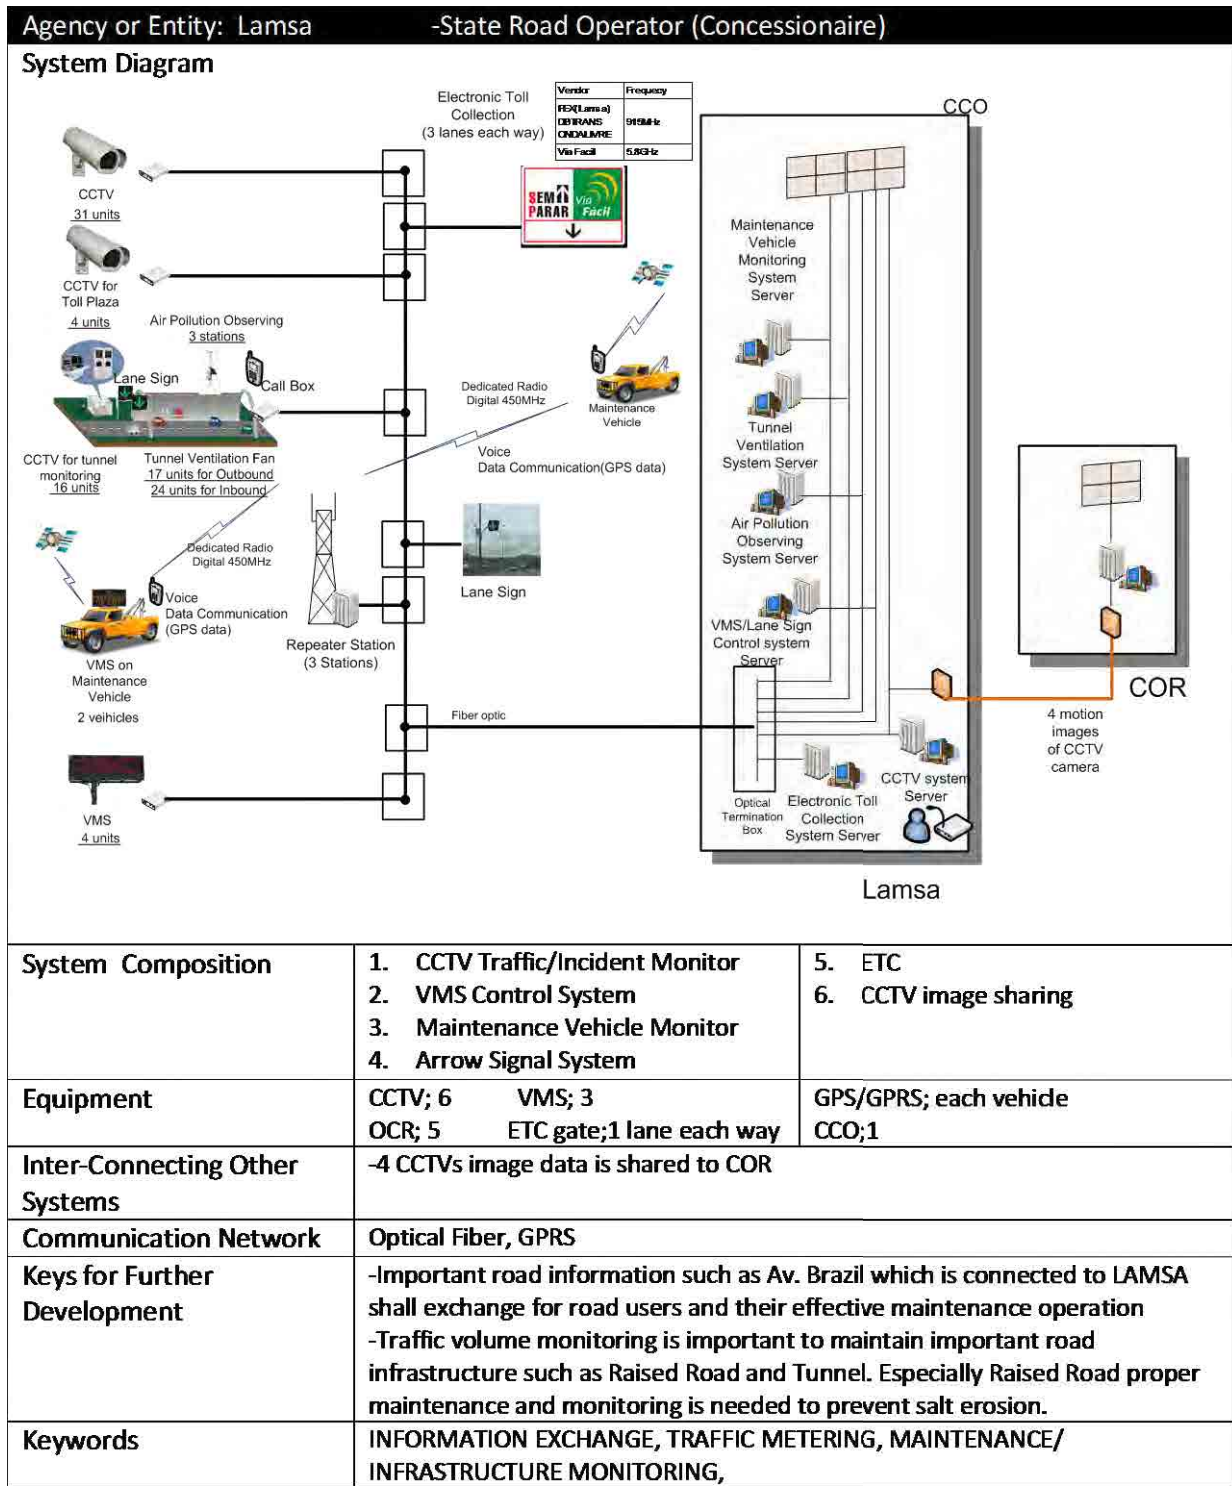 Agency or Entity: Lamsa -State Road Operator (Concessionaire)
System Diagram
Electronic Toll
Collection
(3 lanes each way)
Vendor Frequecy
DBTRANS 915MHz
Via Facil 5.8GHz
SEM
PARAR
Via
Fácil
CCO
CCTV
31 units
CCTV for
Toll Plaza
4 units
Air Pollution Observing
3 stations
Lane Sign
Call Box
CCTV for tunnel
monitoring
16 units
Tunnel Ventilation Fan
17 units for Outbound
24 units for Inbound
Dedicated Radio
Digital 450MHz
Maintenance
Vehicle
Voice
Data Communication(GPS data)
Dedicated Radio
Digital 450MHz
Voice
Data Communication
(GPS data)
VMS on
Maintenance
Vehicle
2 veihicles
Repeater Station
(3 Stations)
Lane Sign
Fiber optic
VMS
4 units
Maintenance
Vehicle
Monitoring
System
Server
Tunnel
Ventilation
System Server
Air Pollution
Observing
System Server
VMS/Lane Sign
Control system
Server
Optical
Termination
Box
Electronic Toll
Collection
System Server
CCTV system
Server
Lamsa
COR
4 motion
images
of CCTV
camera
System Composition
1. CCTV Traffic/Incident Monitor
2. VMS Control System
3. Maintenance Vehicle Monitor
4. Arrow Signal System
5. ETC
6. CCTV image sharing
Equipment
CCTV; 6 VMS; 3
OCR; 5 ETC gate;1 lane each way
GPS/GPRS; each vehicle
CCO;1
Inter-Connecting Other
Systems
-4 CCTVs image data is shared to COR
Communication Network
Optical Fiber, GPRS
Keys for Further
Development
-Important road information such as Av. Brazil which is connected to LAMSA
shall exchange for road users and their effective maintenance operation
-Traffic volume monitoring is important to maintain important road
infrastructure such as Raised Road and Tunnel. Especially Raised Road proper
maintenance and monitoring is needed to prevent salt erosion.
Keywords
INFORMATION EXCHANGE, TRAFFIC METERING, MAINTENANCE/
INFRASTRUCTURE MONITORING,